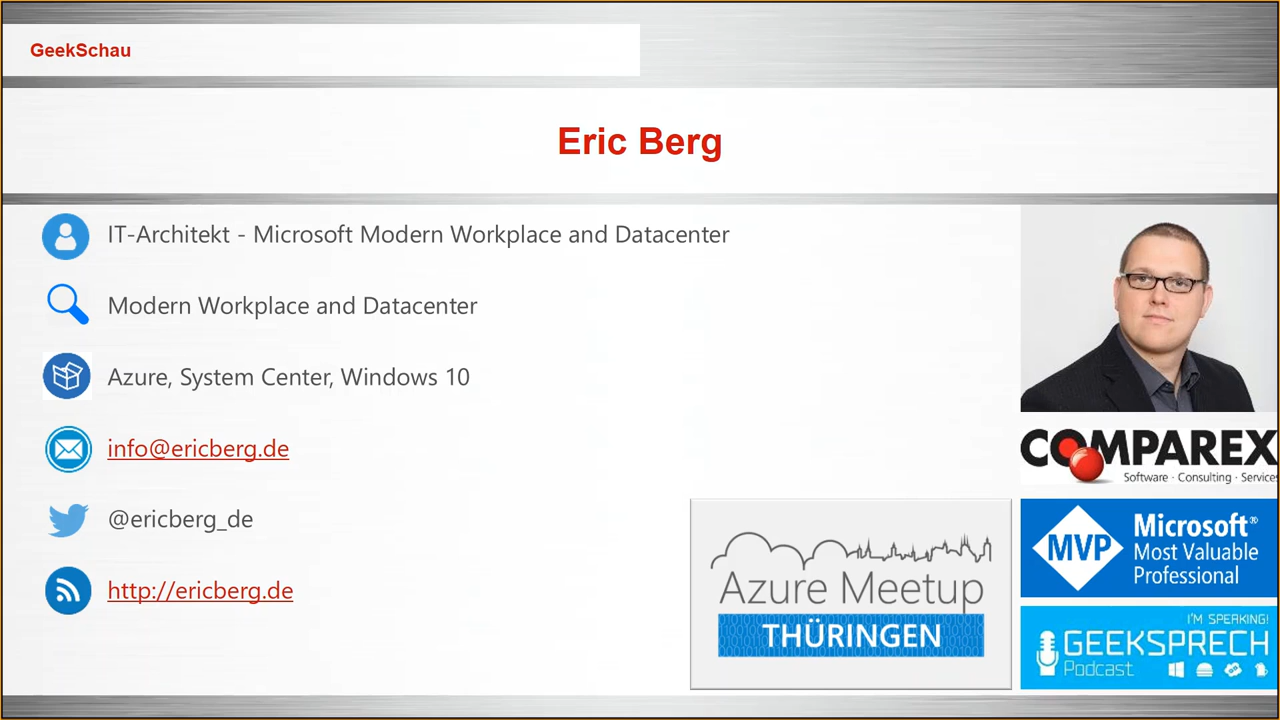 GeekSchau
Eric Berg
IT-Architekt - Microsoft Modern Workplace and Datacenter
Modern Workplace and Datacenter
Azure, System Center, Windows 10
info@ericberg.de
@ericberg_de
http://ericberg.de
COMPAREX
Software · Consulting · Services
Azure Meetup
THÜRINGEN
MVP
Microsoft®
Most Valuable
Professional
I'M SPEAKING!
GEEKSPRECH
Podcast